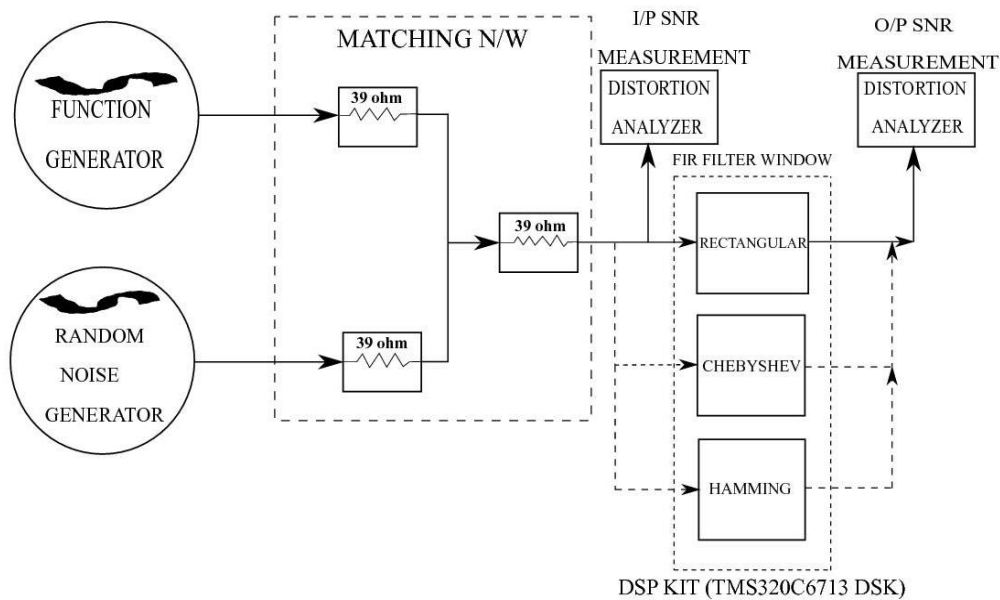 I/P SNR
MEASUREMENT
O/P SNR
MEASUREMENT
MATCHING N/W
FUNCTION
GENERATOR
39 ohm
DISTORTION
ANALYZER
DISTORTION
ANALYZER
FIR FILTER WINDOW
39 ohm
RECTANGULAR
RANDOM
NOISE
GENERATOR
39 ohm
CHEBYSHEV
HAMMING
DSP KIT (TMS320C6713 DSK)